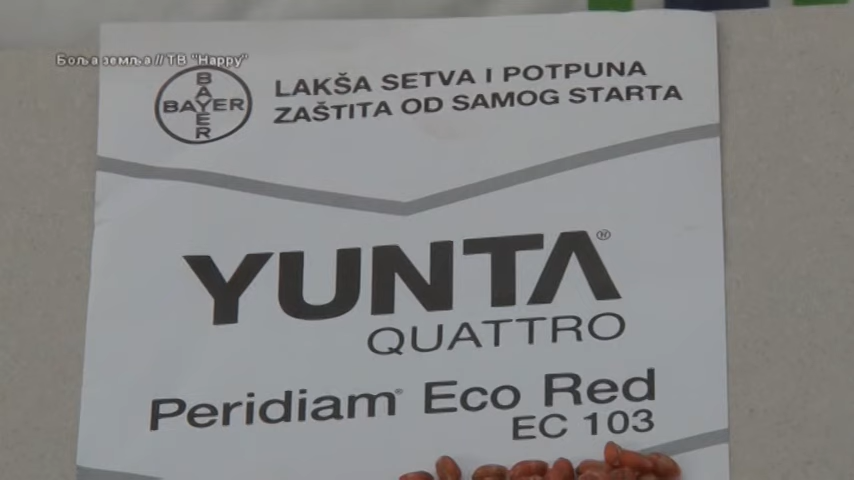 Боља земља // ТВ "Happy"
BAYER
BAYER
LAKŠA SETVA I POTPUNA
ZAŠTITA OD SAMOG STARTA
YUNTA®
QUATTRO
Peridiam® Eco Red
EC 103